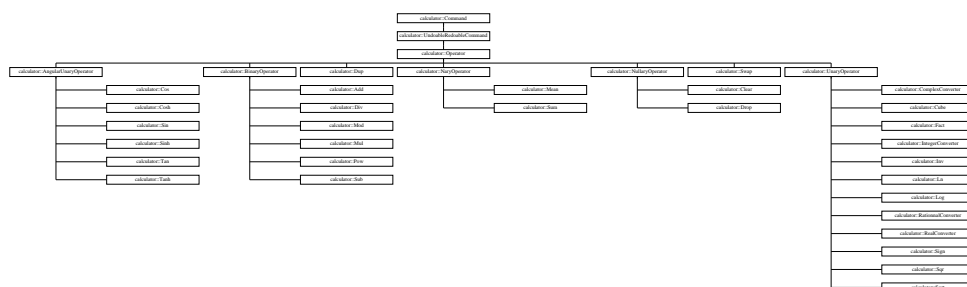 calculator::Command
calculator::UndoableRedoableCommand
calculator::Operator
calculator::AngularUnaryOperator
calculator::BinaryOperator
calculator::Dup
calculator::NaryOperator
calculator::NullaryOperator
calculator::Swap
calculator::UnaryOperator
calculator::Cos
calculator::Add
calculator::Mean
calculator::Clear
calculator::ComplexConverter
calculator::Cosh
calculator::Div
calculator::Sum
calculator::Drop
calculator::Cube
calculator::Sin
calculator::Mod
calculator::Fact
calculator::Sinh
calculator::Mul
calculator::IntegerConverter
calculator::Tan
calculator::Pow
calculator::Inv
calculator::Tanh
calculator::Sub
calculator::Ln
calculator::Log
calculator::RationnalConverter
calculator::RealConverter
calculator::Sign
calculator::Sqr